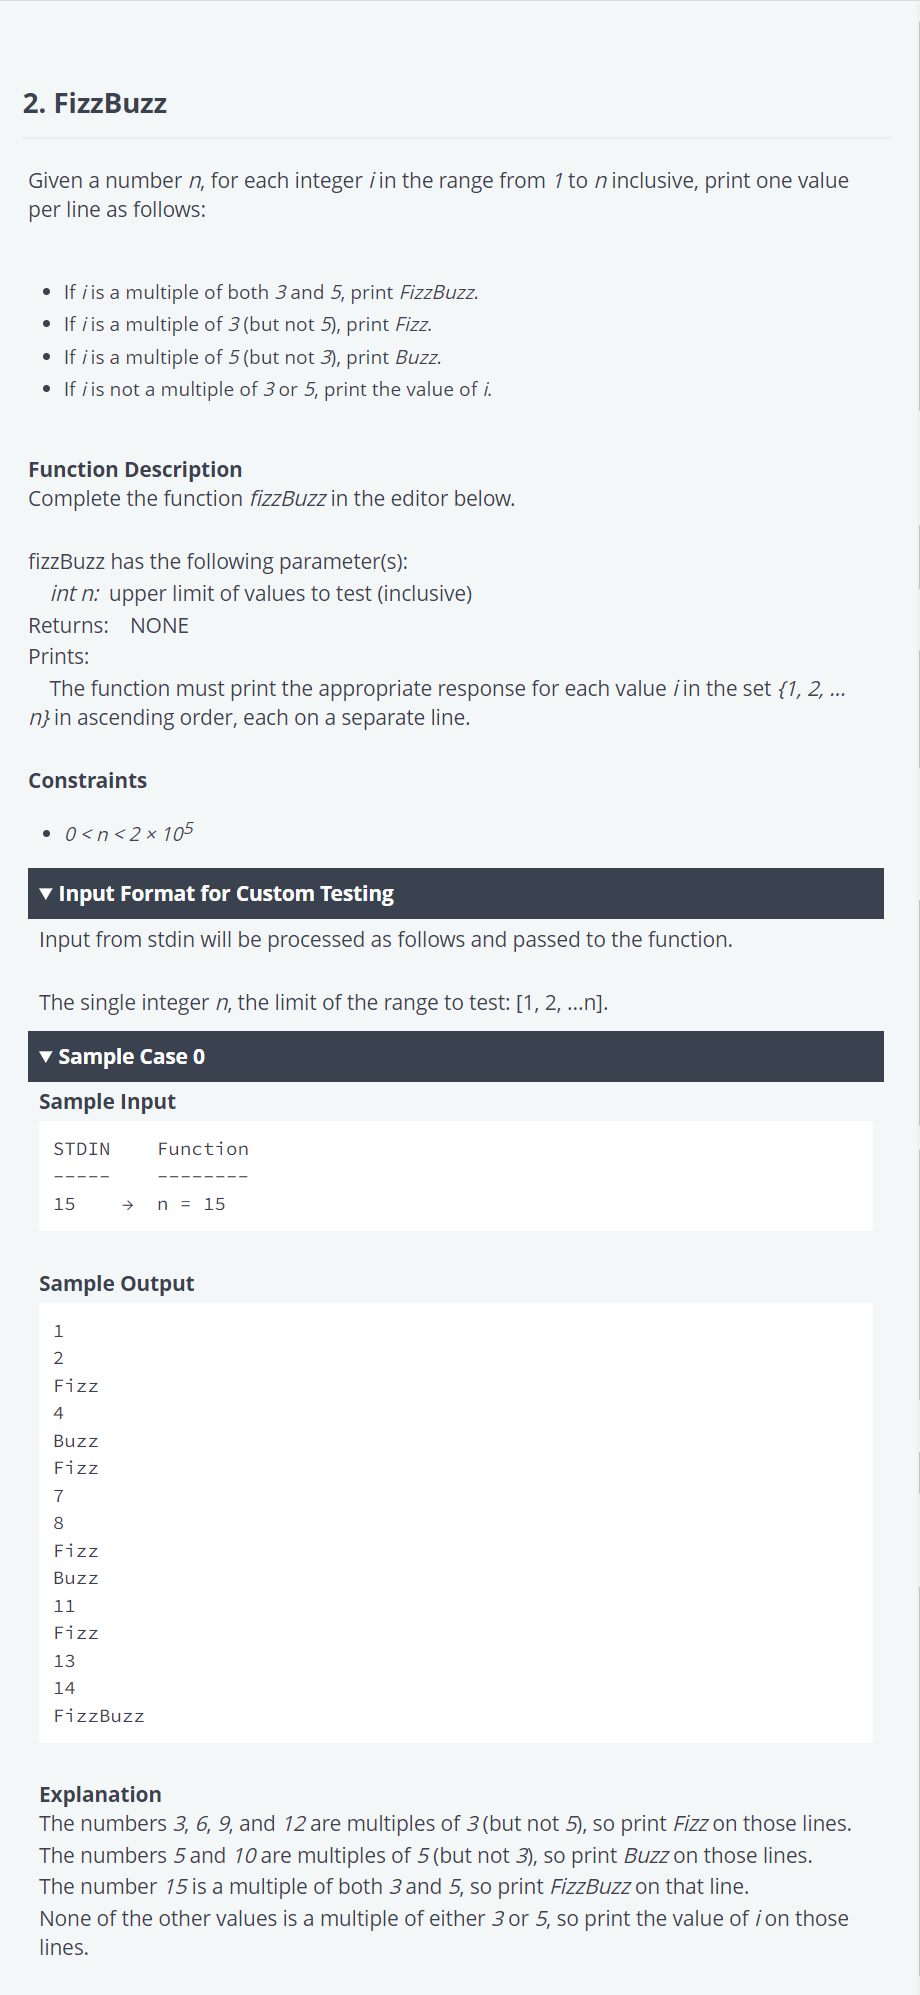 2. FizzBuzz
Given a number n, for each integer i in the range from 1 to n inclusive, print one value
per line as follows:
• If i is a multiple of both 3 and 5, print FizzBuzz.
• If i is a multiple of 3 (but not 5), print Fizz.
• If i is a multiple of 5 (but not 3), print Buzz.
• If i is not a multiple of 3 or 5, print the value of i.
Function Description
Complete the function fizzBuzz in the editor below.
fizzBuzz has the following parameter(s):
int n: upper limit of values to test (inclusive)
Returns: NONE
Prints:
The function must print the appropriate response for each value i in the set {1, 2, ...
n} in ascending order, each on a separate line.
Constraints
• 0 < n < 2 × 10⁵
▼ Input Format for Custom Testing
Input from stdin will be processed as follows and passed to the function.
The single integer n, the limit of the range to test: [1, 2, ...n].
▼ Sample Case 0
Sample Input
STDIN    Function
-----    --------
15    →  n = 15
Sample Output
1
2
Fizz
4
Buzz
Fizz
7
8
Fizz
Buzz
11
Fizz
13
14
FizzBuzz
Explanation
The numbers 3, 6, 9, and 12 are multiples of 3 (but not 5), so print Fizz on those lines.
The numbers 5 and 10 are multiples of 5 (but not 3), so print Buzz on those lines.
The number 15 is a multiple of both 3 and 5, so print FizzBuzz on that line.
None of the other values is a multiple of either 3 or 5, so print the value of i on those
lines.